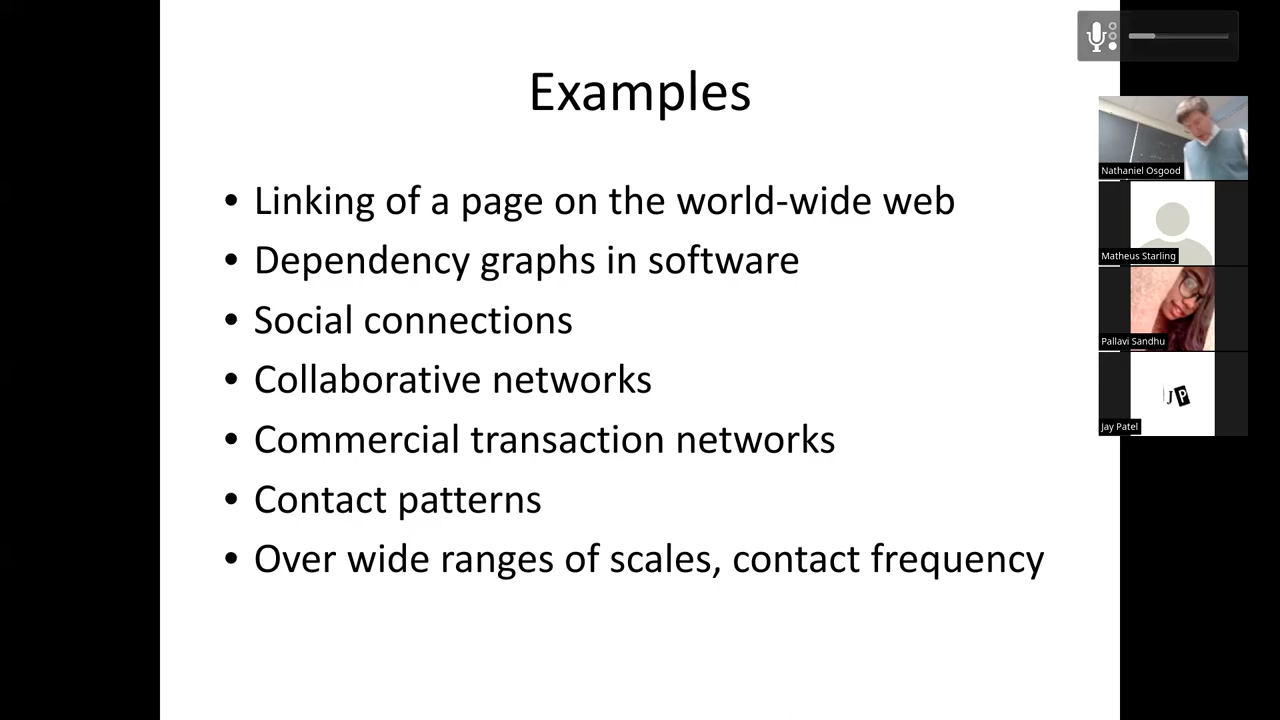 Examples
• Linking of a page on the world-wide web
• Dependency graphs in software
• Social connections
• Collaborative networks
• Commercial transaction networks
• Contact patterns
• Over wide ranges of scales, contact frequency
Nathaniel Osgood
Matheus Starling
Pallavi Sandhu
JP
Jay Patel